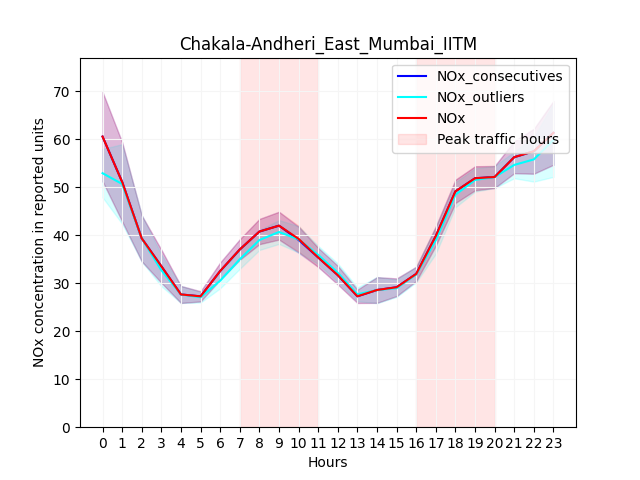 Chakala-Andheri_East_Mumbai_IITM
NOx_consecutives
NOx_outliers
NOx
Peak traffic hours
NOx concentration in reported units
70
60
50
40
30
20
10
0
0 1 2 3 4 5 6 7 8 9 10 11 12 13 14 15 16 17 18 19 20 21 22 23
Hours